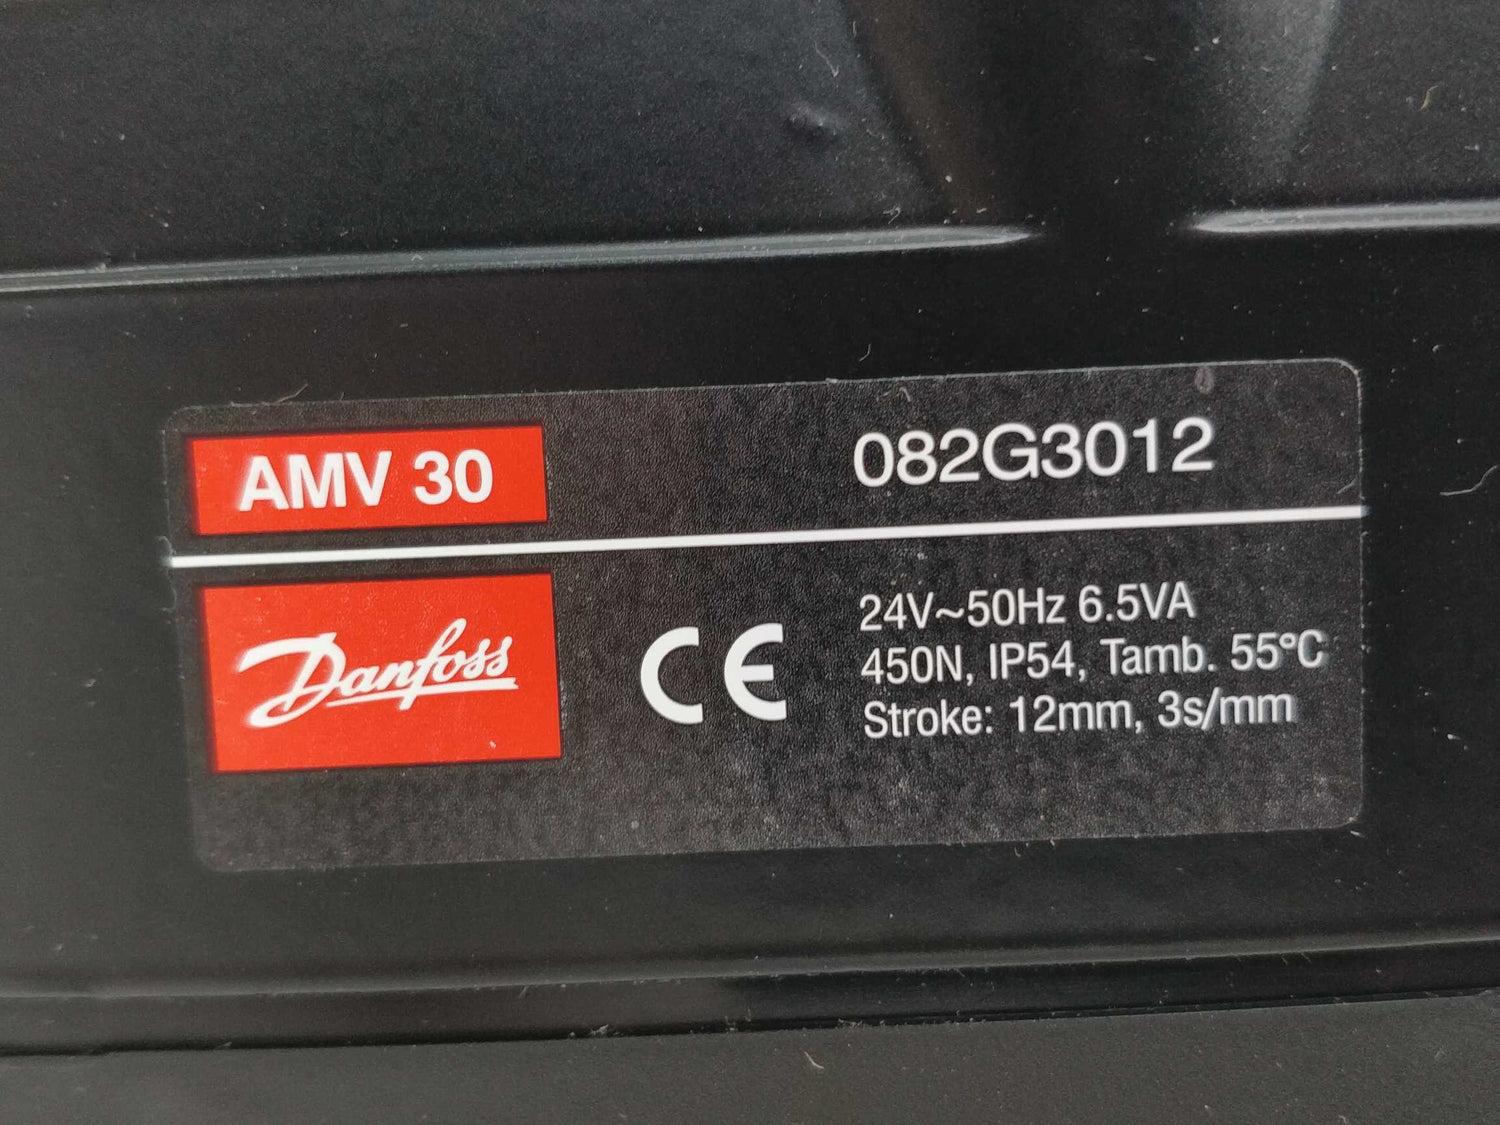 AMV 30
082G3012
Danfoss
CE
24V~50Hz 6.5VA
450N, IP54, Tamb. 55°C
Stroke: 12mm, 3s/mm